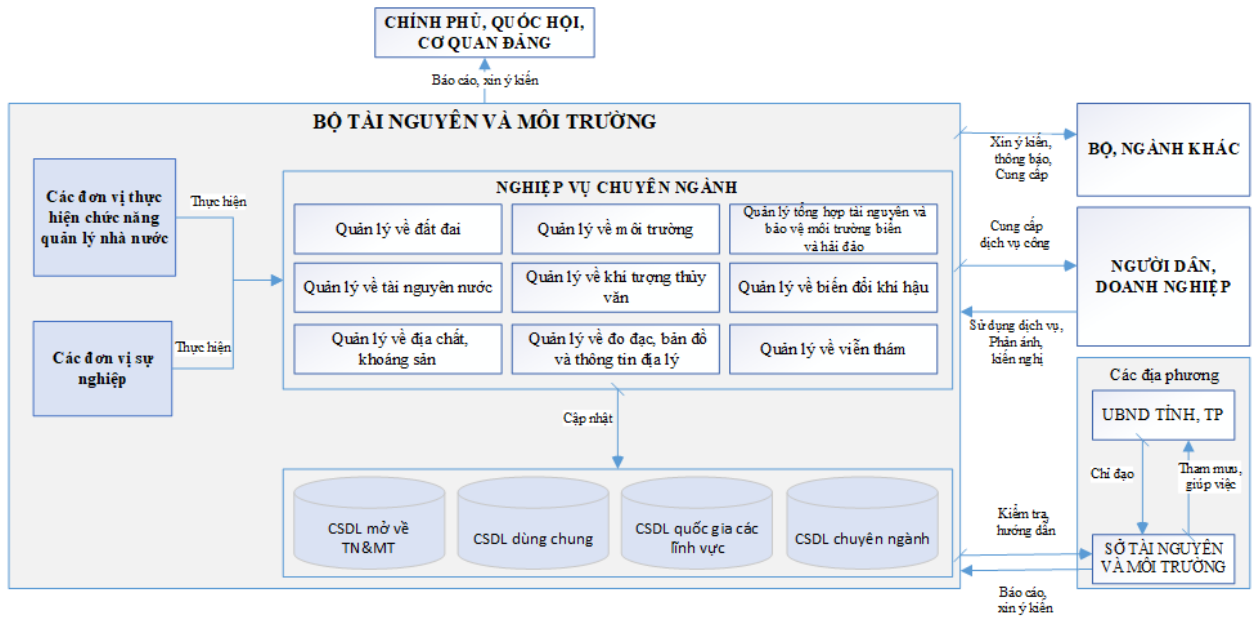 CHÍNH PHỦ, QUỐC HỘI,
CƠ QUAN ĐẢNG
Báo cáo, xin ý kiến
BỘ TÀI NGUYÊN VÀ MÔI TRƯỜNG
Các đơn vị thực
hiện chức năng
quản lý nhà nước
Thực hiện
Các đơn vị sự
nghiệp
Thực hiện
NGHIỆP VỤ CHUYÊN NGÀNH
Quản lý về đất đai
Quản lý về môi trường
Quản lý tổng hợp tài nguyên và
bảo vệ môi trường biển
và hải đảo
Quản lý về tài nguyên nước
Quản lý về khí tượng thủy
văn
Quản lý về biến đổi khí hậu
Quản lý về địa chất,
khoáng sản
Quản lý về đo đạc, bản đồ
và thông tin địa lý
Quản lý về viễn thám
Cập nhật
CSDL mở về
TN&MT
CSDL dùng chung
CSDL quốc gia các
lĩnh vực
CSDL chuyên ngành
Xin ý kiến,
thông báo,
Cung cấp
BỘ, NGÀNH KHÁC
Cung cấp
dịch vụ công
NGƯỜI DÂN,
DOANH NGHIỆP
Sử dụng dịch vụ,
Phản ánh,
kiến nghị
Các địa phương
UBND TỈNH, TP
Chỉ đạo
Tham mưu,
giúp việc
Kiểm tra,
hướng dẫn
SỞ TÀI NGUYÊN
VÀ MÔI TRƯỜNG
Báo cáo,
xin ý kiến